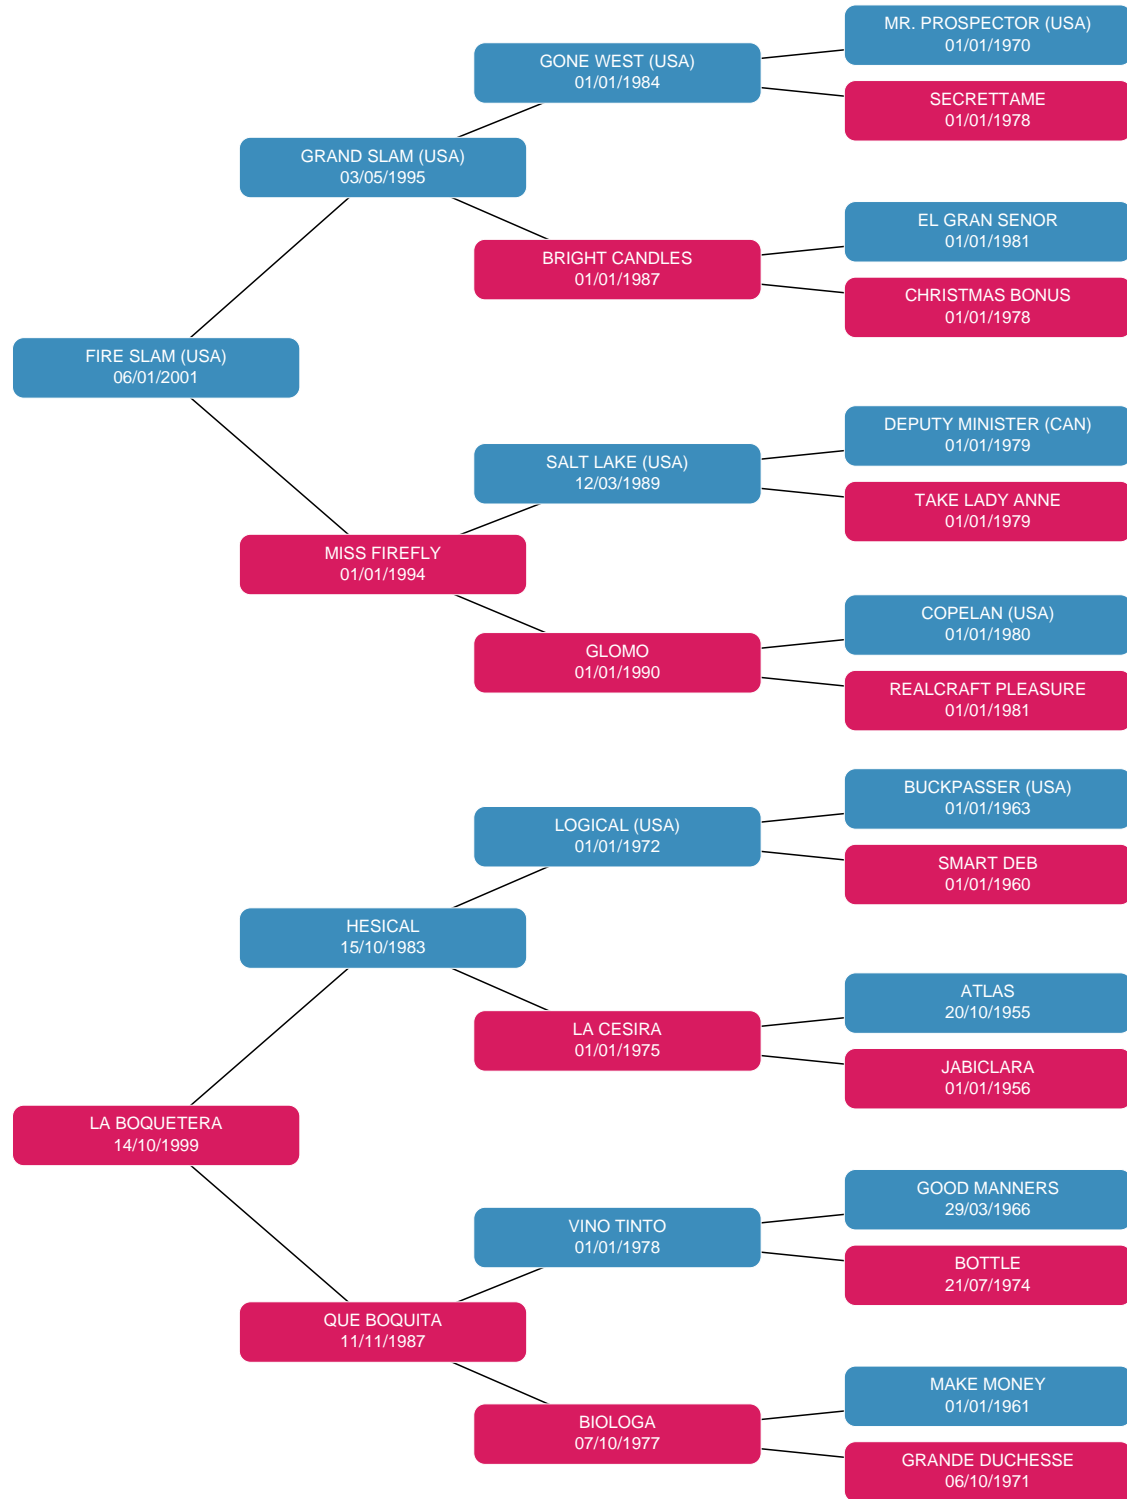 MR. PROSPECTOR (USA)
01/01/1970
GONE WEST (USA)
01/01/1984
SECRETTAME
01/01/1978
GRAND SLAM (USA)
03/05/1995
EL GRAN SENOR
01/01/1981
BRIGHT CANDLES
01/01/1987
CHRISTMAS BONUS
01/01/1978
FIRE SLAM (USA)
06/01/2001
DEPUTY MINISTER (CAN)
01/01/1979
SALT LAKE (USA)
12/03/1989
TAKE LADY ANNE
01/01/1979
MISS FIREFLY
01/01/1994
COPELAN (USA)
01/01/1980
GLOMO
01/01/1990
REALCRAFT PLEASURE
01/01/1981
BUCKPASSER (USA)
01/01/1963
LOGICAL (USA)
01/01/1972
SMART DEB
01/01/1960
HESICAL
15/10/1983
ATLAS
20/10/1955
LA CESIRA
01/01/1975
JABICLARA
01/01/1956
LA BOQUETERA
14/10/1999
GOOD MANNERS
29/03/1966
VINO TINTO
01/01/1978
BOTTLE
21/07/1974
QUE BOQUITA
11/11/1987
MAKE MONEY
01/01/1961
BIOLOGA
07/10/1977
GRANDE DUCHESSE
06/10/1971